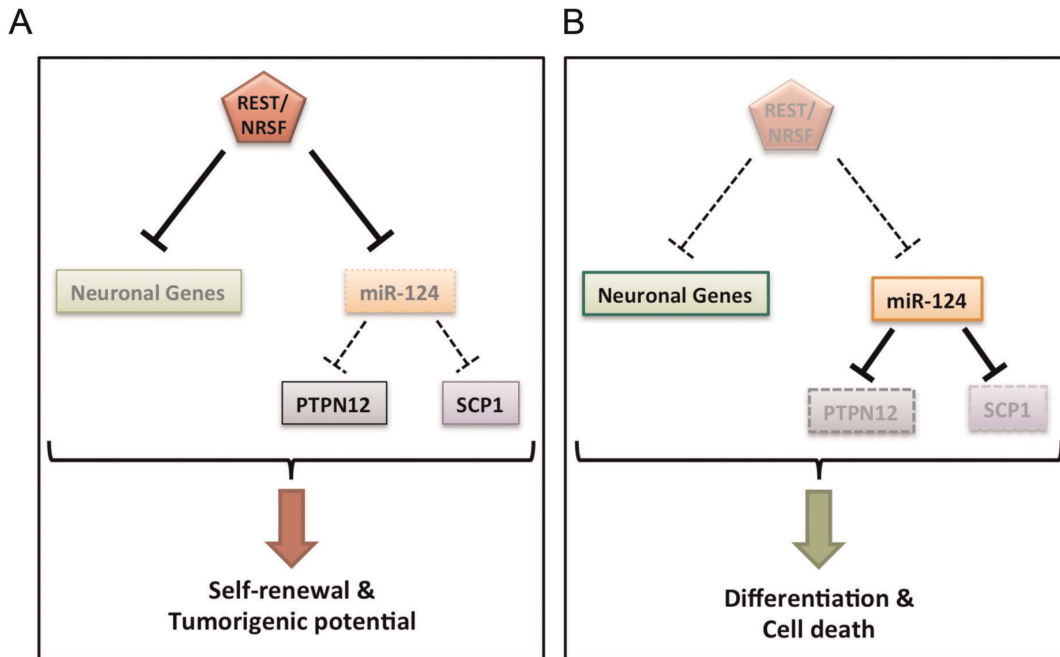 A
REST/
NRSF
Neuronal Genes
miR-124
PTPN12
SCP1
Self-renewal &
Tumorigenic potential
B
REST/
NRSF
Neuronal Genes
miR-124
PTPN12
SCP1
Differentiation &
Cell death